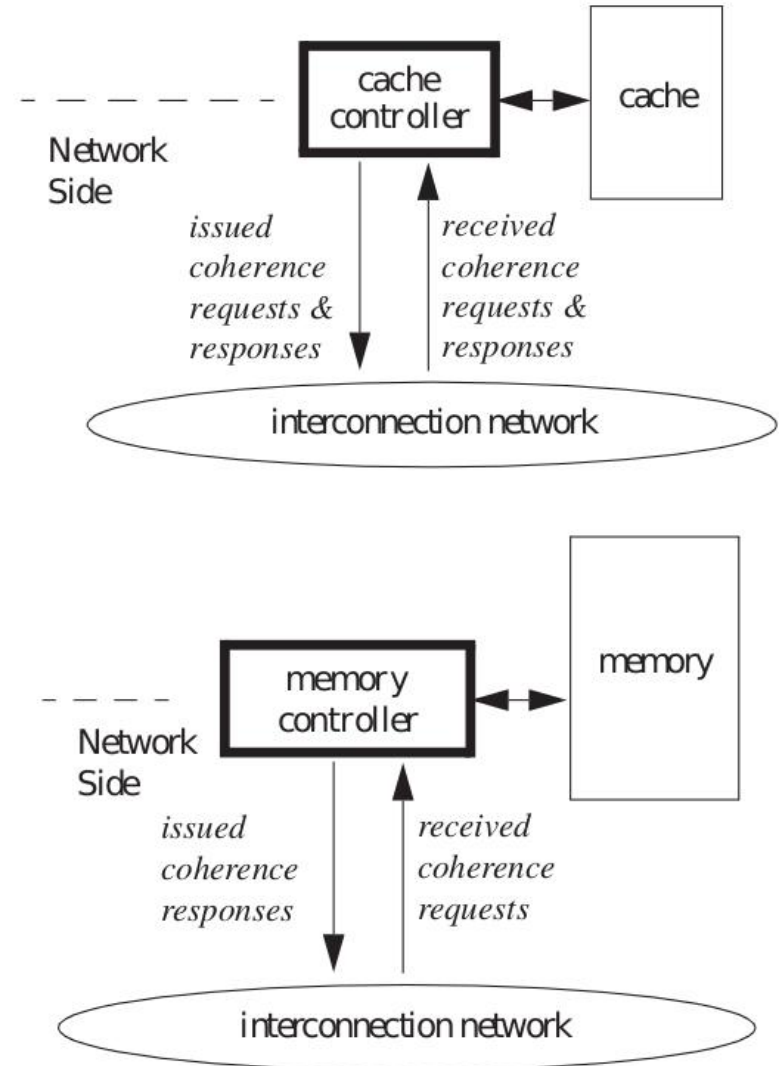 cache
controller
cache
Network
Side
issued
coherence
requests &
responses
received
coherence
requests &
responses
interconnection network
memory
controller
memory
Network
Side
issued
coherence
responses
received
coherence
requests
interconnection network